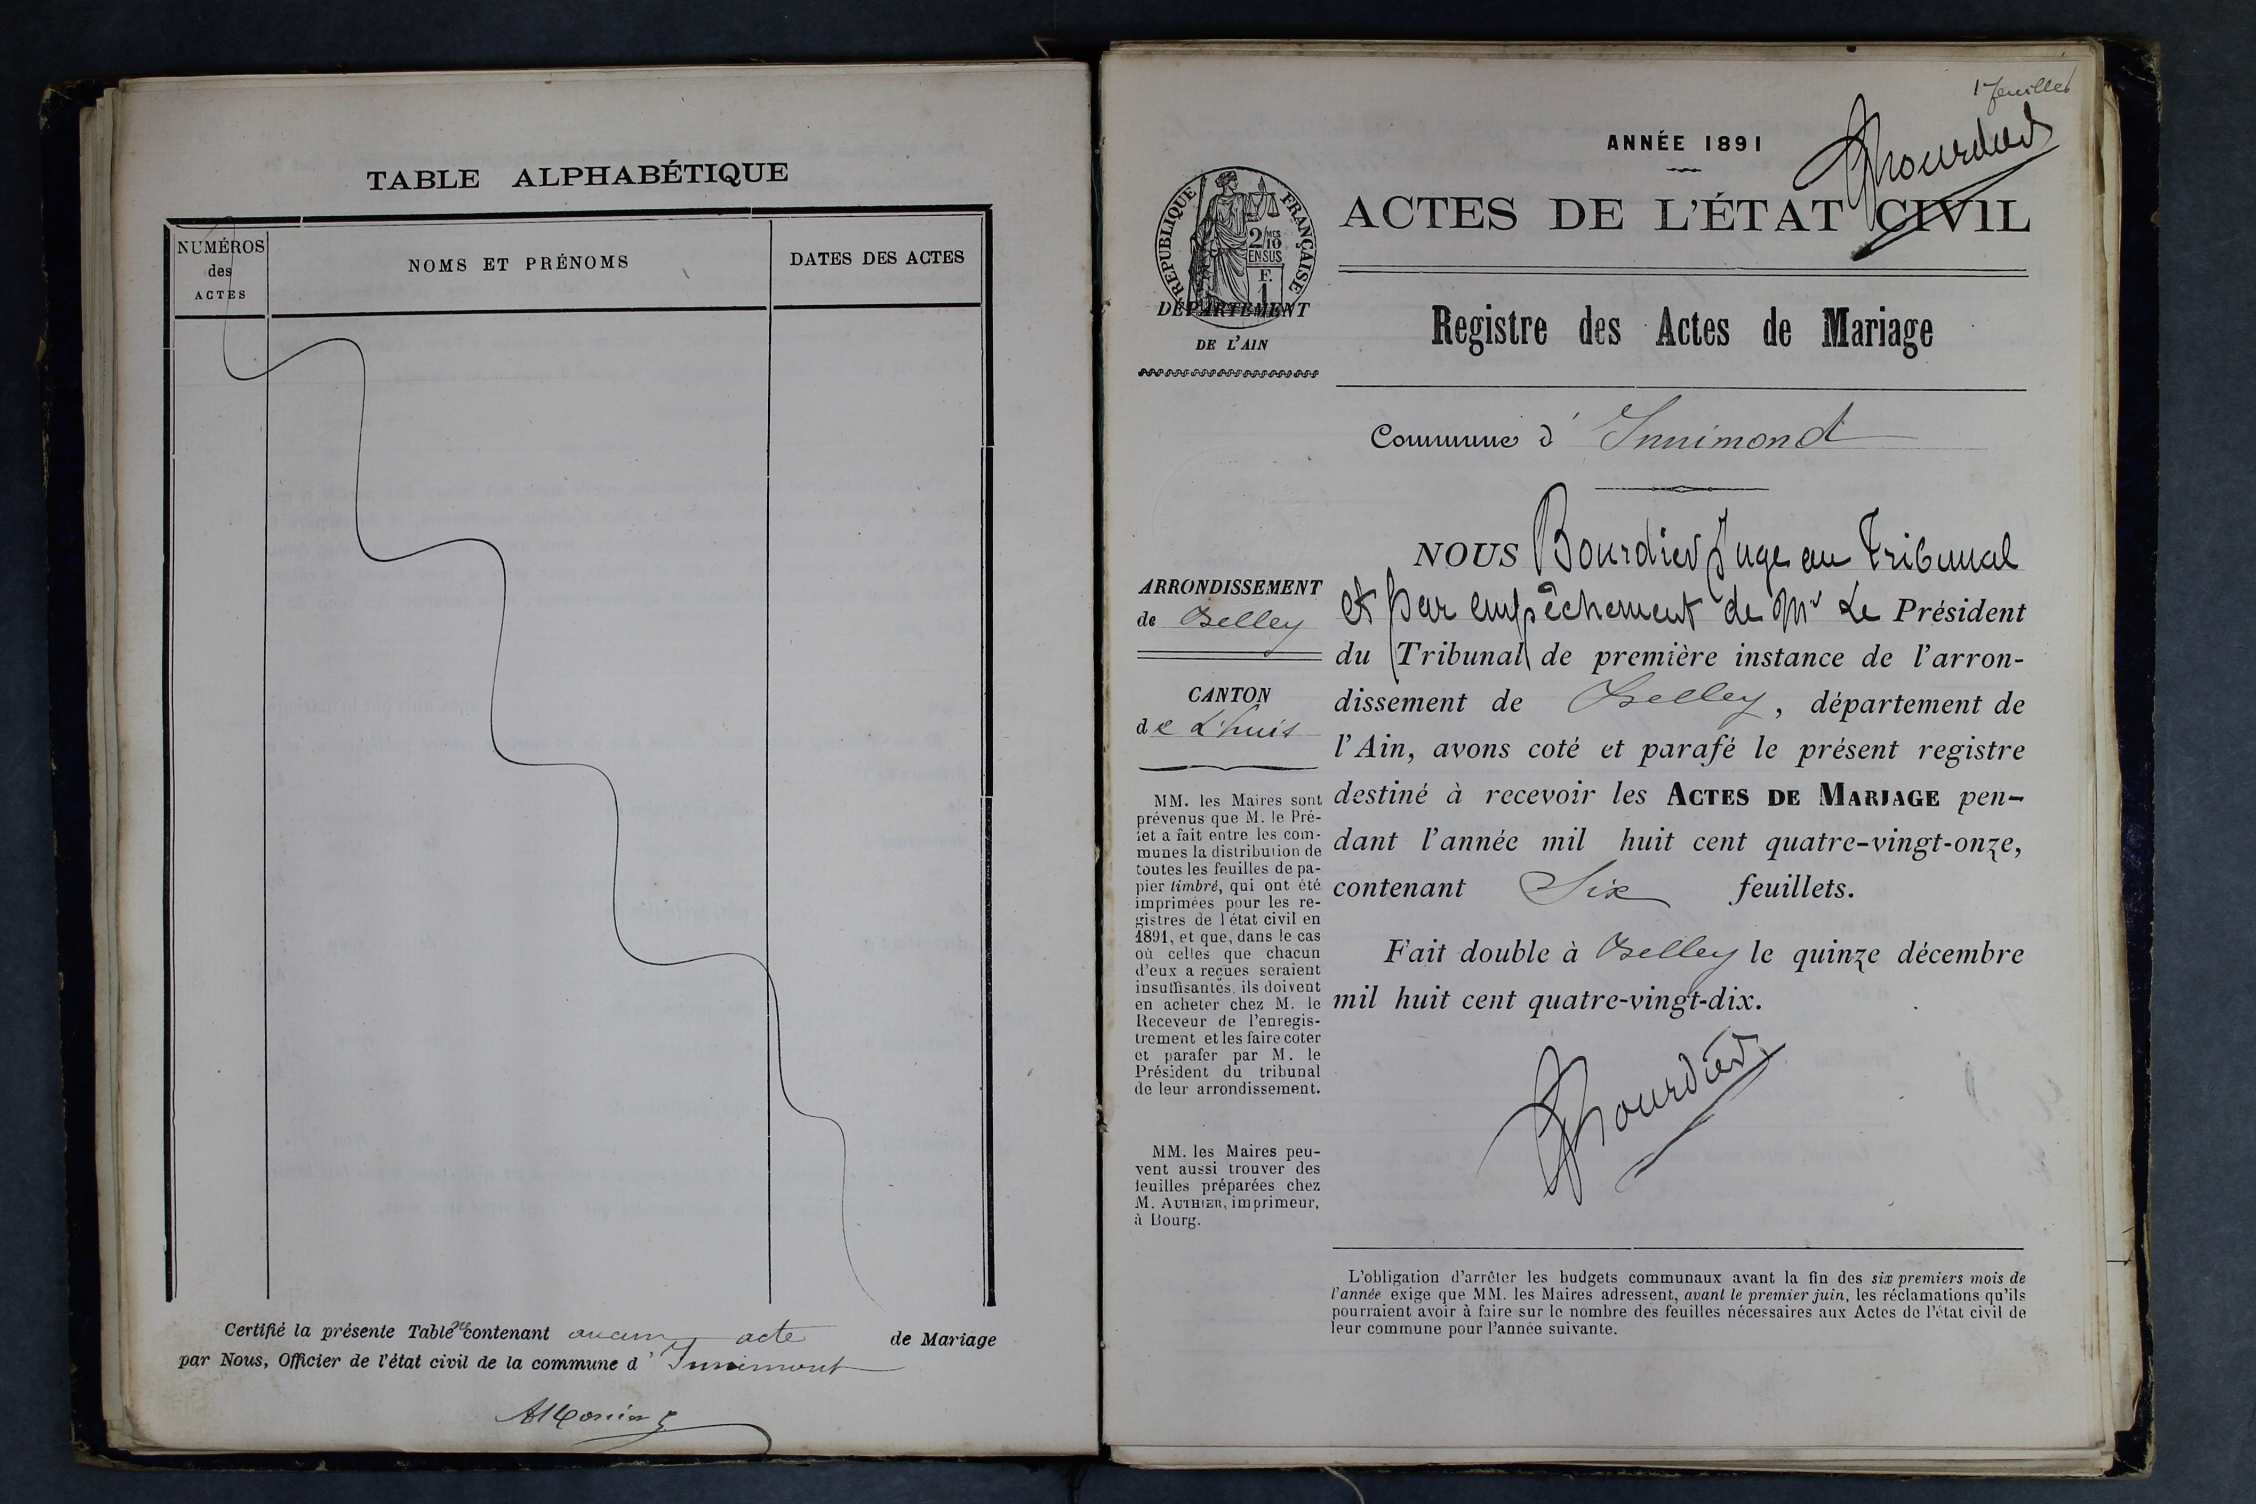 TABLE ALPHABÉTIQUE
NUMÉROS
des
ACTES
NOMS ET PRÉNOMS
DATES DES ACTES
Certifié la présente Table contenant aucun acte de Mariage
par Nous, Officier de l'état civil de la commune d'Innimont
1r feuillet
ANNÉE 1891
Bourdier
ACTES DE L'ÉTAT CIVIL
RÉPUBLIQUE FRANÇAISE
2/10 MES
EN SUS
F.
1
DÉPARTEMENT
DE L'AIN
Registre des Actes de Mariage
Commune d' Innimond
ARRONDISSEMENT
de Belley
CANTON
de L'huis
MM. les Maires sont
prévenus que M. le Pré-
fet a fait entre les com-
munes la distribution de
toutes les feuilles de pa-
pier timbré, qui ont été
imprimées pour les re-
gistres de l'état civil en
1891, et que, dans le cas
où celles que chacun
d'eux a reçues seraient
insuffisantes, ils doivent
en acheter chez M. le
Receveur de l'enregis-
trement et les faire coter
et parafer par M. le
Président du tribunal
de leur arrondissement.
MM. les Maires peu-
vent aussi trouver des
feuilles préparées chez
M. AUTHIER, imprimeur,
à Bourg.
NOUS Bourdier Juge au Tribunal
et par empêchement de Mr Le Président
du Tribunal de première instance de l'arron-
dissement de Belley, département de
l'Ain, avons coté et parafé le présent registre
destiné à recevoir les ACTES DE MARIAGE pen-
dant l'année mil huit cent quatre-vingt-onze,
contenant Six feuillets.
Fait double à Belley le quinze décembre
mil huit cent quatre-vingt-dix.
Bourdier
L'obligation d'arrêter les budgets communaux avant la fin des six premiers mois de
l'année exige que MM. les Maires adressent, avant le premier juin, les réclamations qu'ils
pourraient avoir à faire sur le nombre des feuilles nécessaires aux Actes de l'état civil de
leur commune pour l'année suivante.